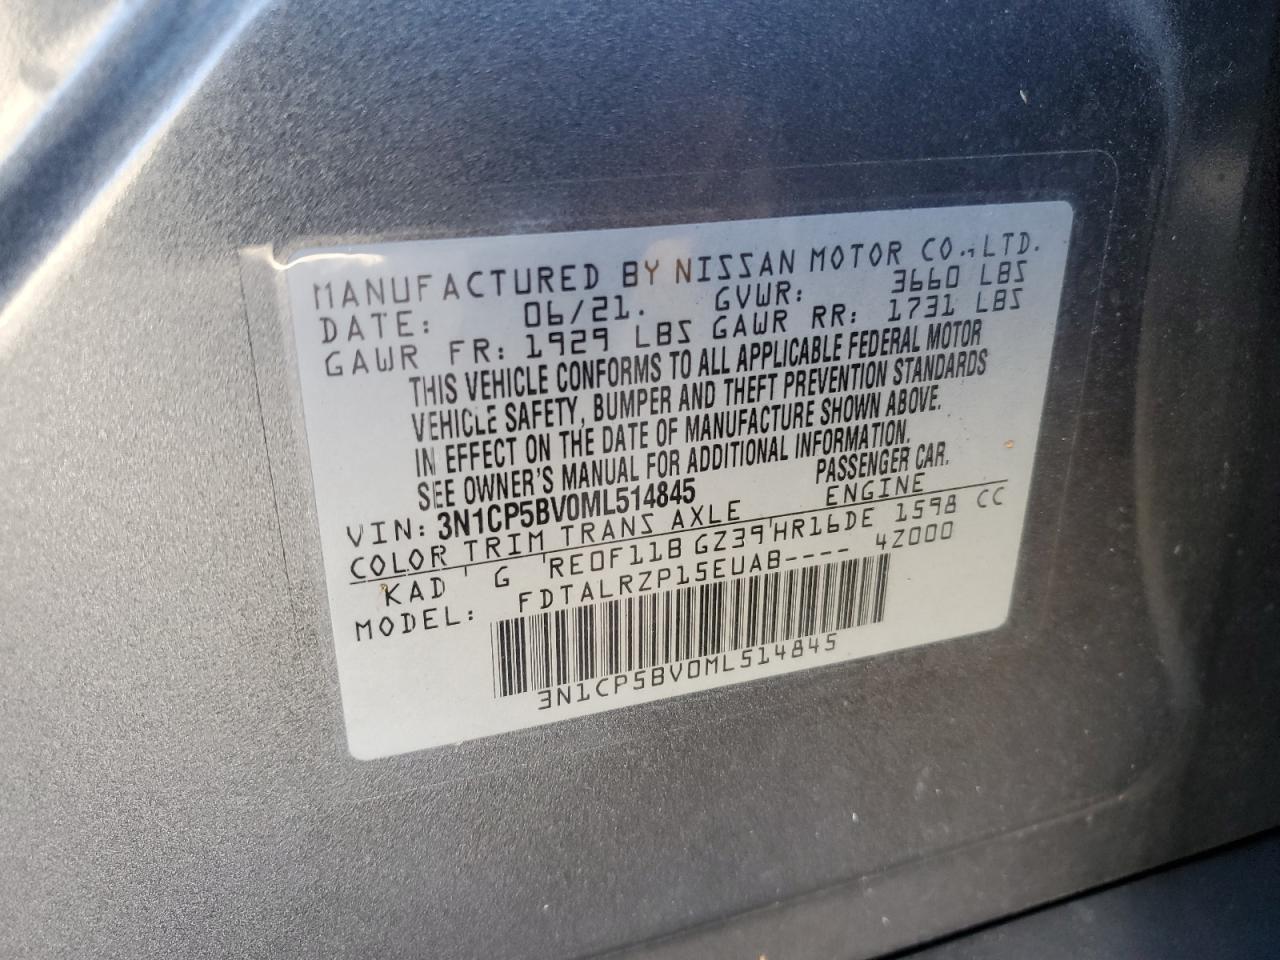 MANUFACTURED BY NISSAN MOTOR CO., LTD.
DATE: 06/21. GVWR: 3660 LBS
GAWR FR: 1929 LBS GAWR RR: 1731 LBS
THIS VEHICLE CONFORMS TO ALL APPLICABLE FEDERAL MOTOR
VEHICLE SAFETY, BUMPER AND THEFT PREVENTION STANDARDS
IN EFFECT ON THE DATE OF MANUFACTURE SHOWN ABOVE.
SEE OWNER'S MANUAL FOR ADDITIONAL INFORMATION.
VIN: 3N1CP5BV0ML514845 PASSENGER CAR.
COLOR TRIM TRANS AXLE ENGINE
KAD G RE0F11B GZ39 HR16DE 1598 CC
MODEL: FDTALRZP15EUAB---- 4Z000
3N1CP5BV0ML514845